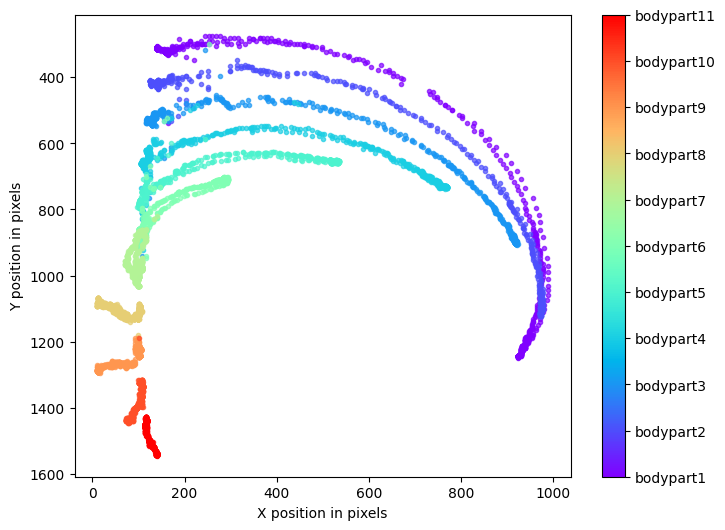 400
600
800
1000
1200
1400
1600
0
200
400
600
800
1000
X position in pixels
Y position in pixels
bodypart11
bodypart10
bodypart9
bodypart8
bodypart7
bodypart6
bodypart5
bodypart4
bodypart3
bodypart2
bodypart1